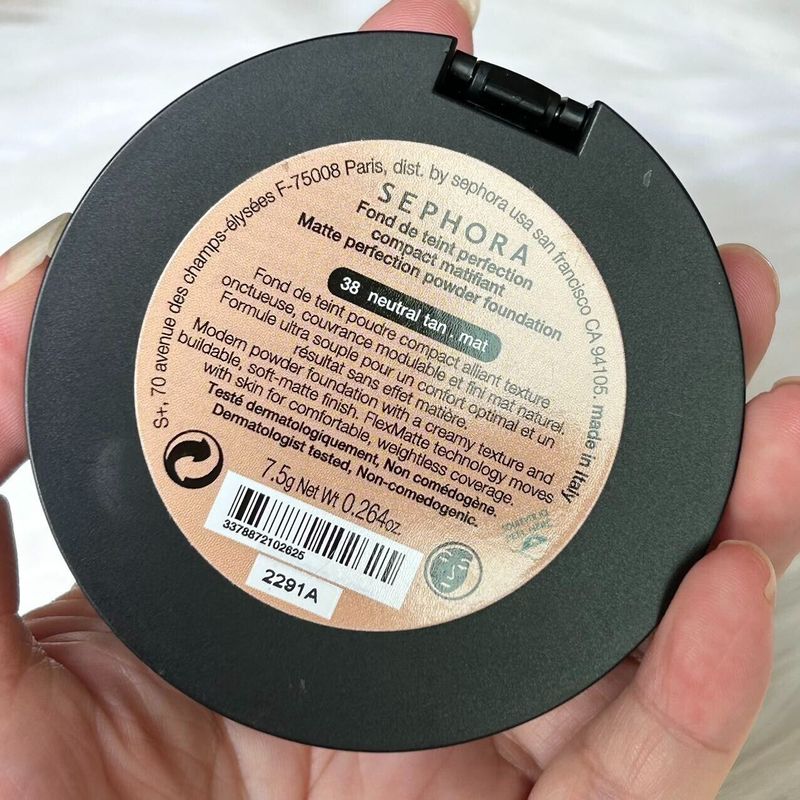 S+, 70 avenue des champs-élysées F-75008 Paris, dist. by sephora usa san francisco CA 94105. made in Italy
SEPHORA
Fond de teint perfection
compact matifiant
Matte perfection powder foundation
38 neutral tan . mat
Fond de teint poudre compact alliant texture
onctueuse, couvrance modulable et fini mat naturel.
Formule ultra souple pour un confort optimal et un
résultat sans effet matière.
Modern powder foundation with a creamy texture and
buildable, soft-matte finish. FlexMatte technology moves
with skin for comfortable, weightless coverage.
Testé dermatologiquement, Non comédogène.
Dermatologist tested, Non-comedogenic.
7.5g Net Wt 0.264oz.
3378872102625
2291A